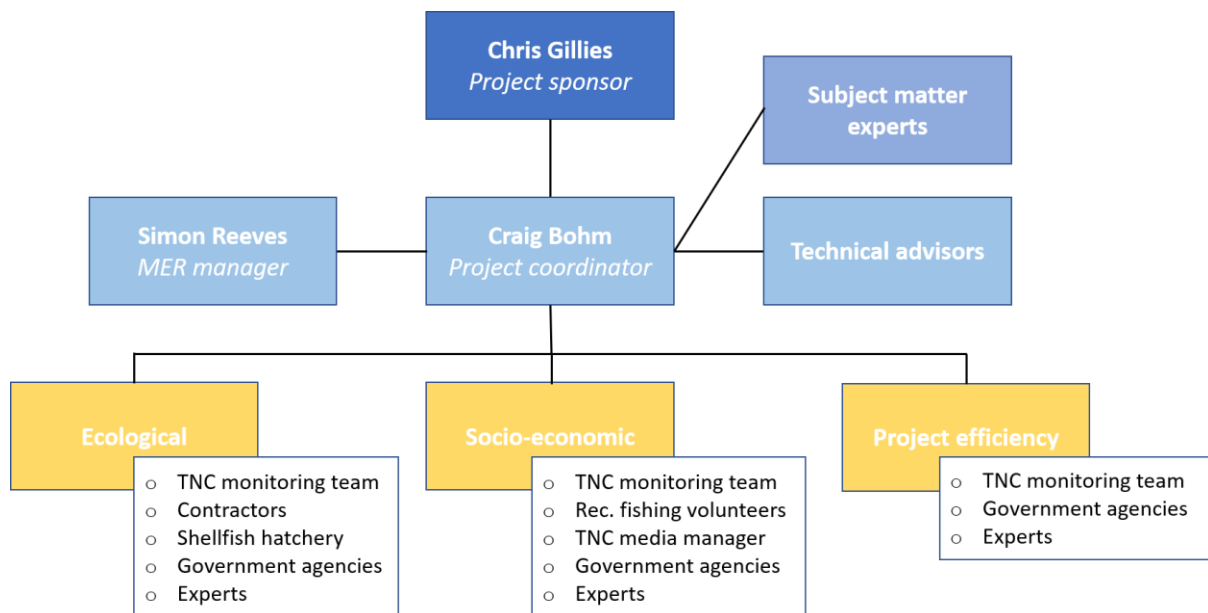 Chris Gillies
Project sponsor
Subject matter
experts
Simon Reeves
MER manager
Craig Bohm
Project coordinator
Technical advisors
Ecological
o TNC monitoring team
o Contractors
o Shellfish hatchery
o Government agencies
o Experts
Socio-economic
o TNC monitoring team
o Rec. fishing volunteers
o TNC media manager
o Government agencies
o Experts
Project efficiency
o TNC monitoring team
o Government agencies
o Experts